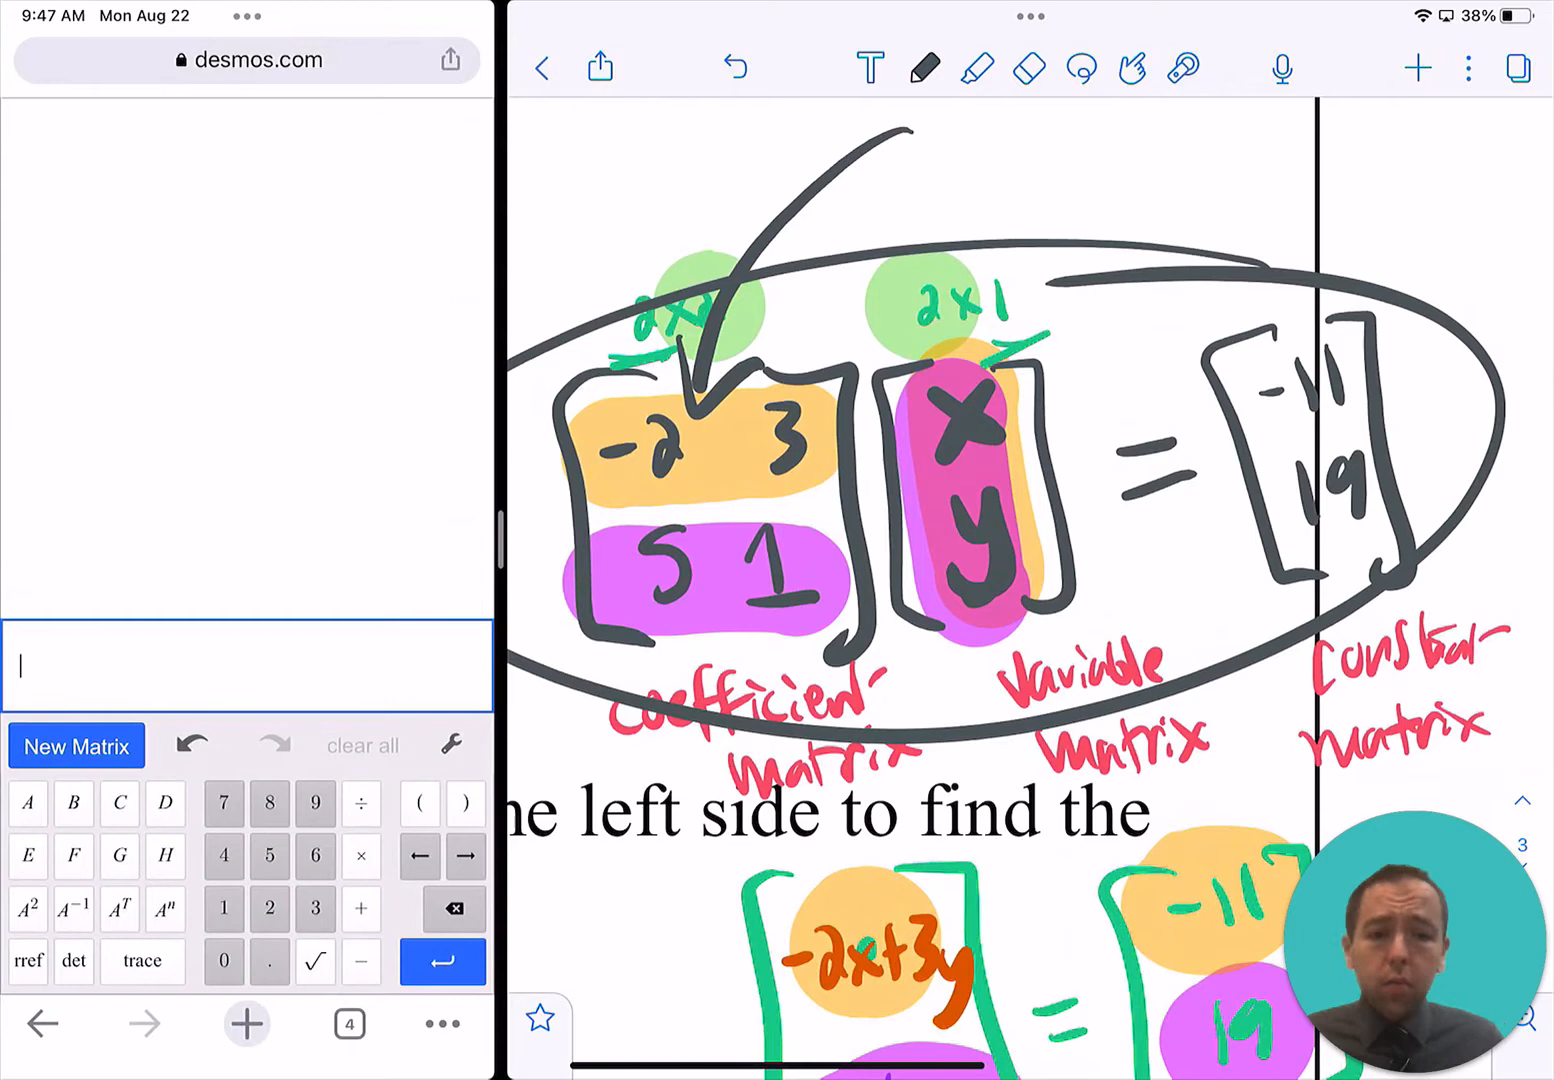 9:47 AM Mon Aug 22
desmos.com
New Matrix
clear all
A B C D 7 8 9 ÷ ( )
E F G H 4 5 6 × ← →
A² A⁻¹ Aᵀ Aⁿ 1 2 3 +
rref det trace 0 . √ −
4
38%
T
2x2 2x1
-2 3 x = -11
5 1 y 19
coefficient matrix
variable matrix
constan- matrix
he left side to find the
3
-2x+3y = -11
19